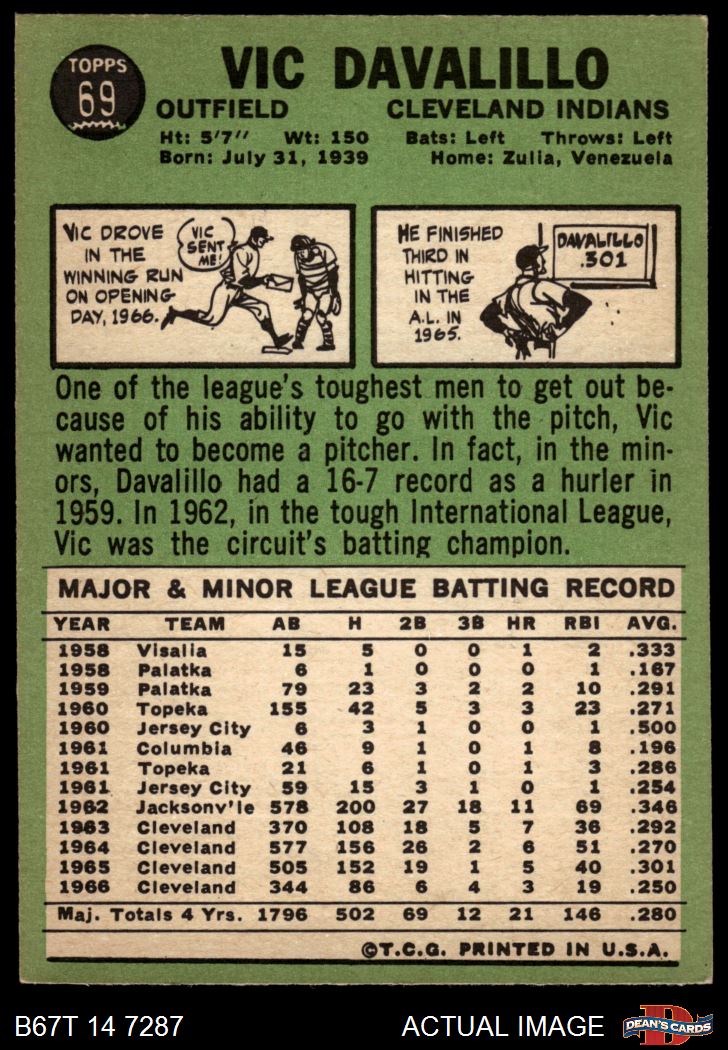 TOPPS
69
VIC DAVALILLO
OUTFIELD CLEVELAND INDIANS
Ht: 5'7" Wt: 150 Bats: Left Throws: Left
Born: July 31, 1939 Home: Zulia, Venezuela
VIC DROVE
IN THE
WINNING RUN
ON OPENING
DAY, 1966.
VIC
SENT
ME!
HE FINISHED
THIRD IN
HITTING
IN THE
A.L. IN
1965.
DAVALILLO
.301
One of the league's toughest men to get out be-
cause of his ability to go with the pitch, Vic
wanted to become a pitcher. In fact, in the min-
ors, Davalillo had a 16-7 record as a hurler in
1959. In 1962, in the tough International League,
Vic was the circuit's batting champion.
MAJOR & MINOR LEAGUE BATTING RECORD
YEAR TEAM AB H 2B 3B HR RBI AVG.
1958 Visalia 15 5 0 0 1 2 .333
1958 Palatka 6 1 0 0 0 1 .167
1959 Palatka 79 23 3 2 2 10 .291
1960 Topeka 155 42 5 3 3 23 .271
1960 Jersey City 6 3 1 0 0 1 .500
1961 Columbia 46 9 1 0 1 8 .196
1961 Topeka 21 6 1 0 1 3 .286
1961 Jersey City 59 15 3 1 0 1 .254
1962 Jacksonv'le 578 200 27 18 11 69 .346
1963 Cleveland 370 108 18 5 7 36 .292
1964 Cleveland 577 156 26 2 6 51 .270
1965 Cleveland 505 152 19 1 5 40 .301
1966 Cleveland 344 86 6 4 3 19 .250
Maj. Totals 4 Yrs. 1796 502 69 12 21 146 .280
©T.C.G. PRINTED IN U.S.A.
B67T 14 7287 ACTUAL IMAGE
D
DEAN'S CARDS